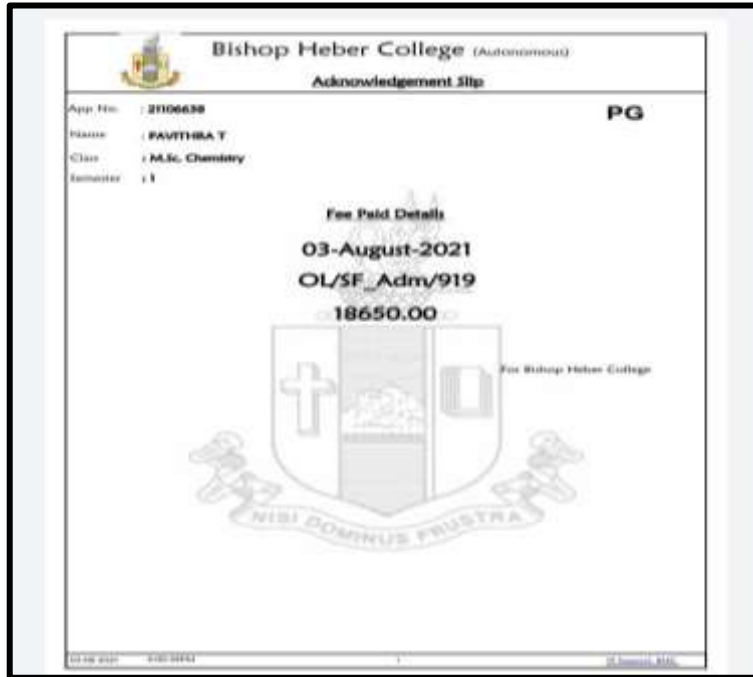 Bishop Heber College (Autonomous)
Acknowledgement Slip
App No. : 21106638
PG
Name : PAVITHRA T
Class : M.Sc. Chemistry
Semester : 1
Fee Paid Details
03-August-2021
OL/SF_Adm/919
18650.00
For Bishop Heber College
NISI DOMINUS FRUSTRA
1